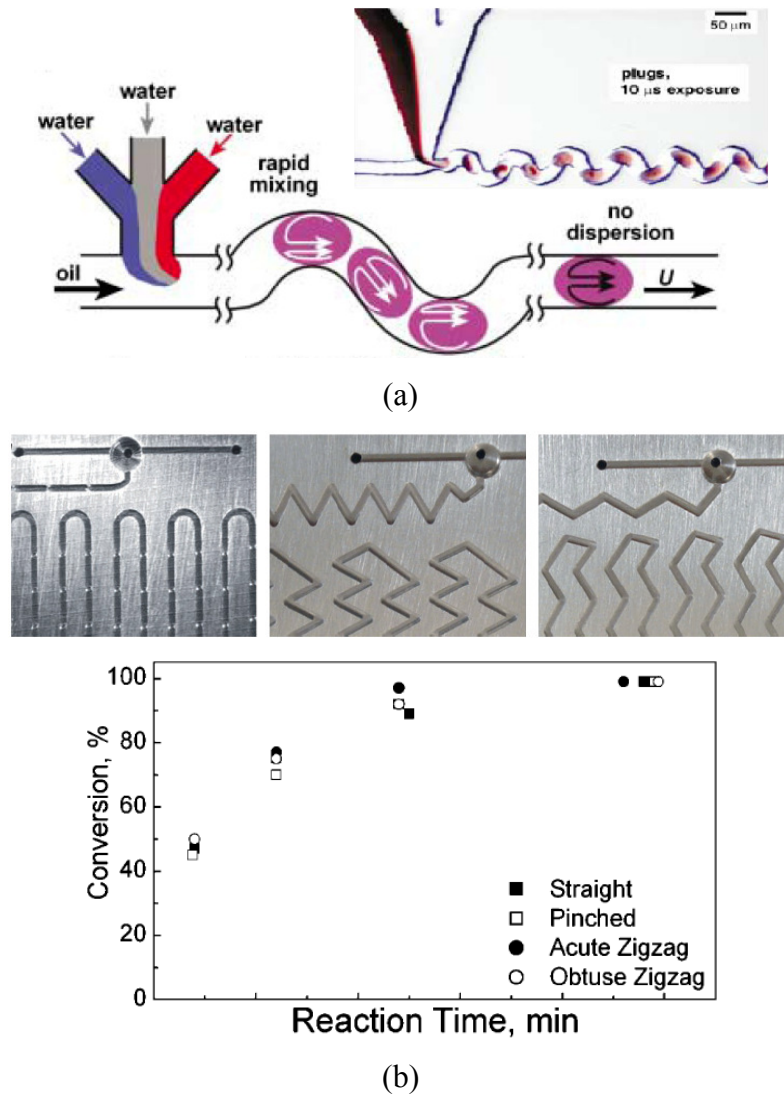 50 µm
plugs,
10 µs exposure
water
water
water
rapid
mixing
no
dispersion
oil
U
(a)
100
80
60
40
20
0
Conversion, %
Straight
Pinched
Acute Zigzag
Obtuse Zigzag
Reaction Time, min
(b)